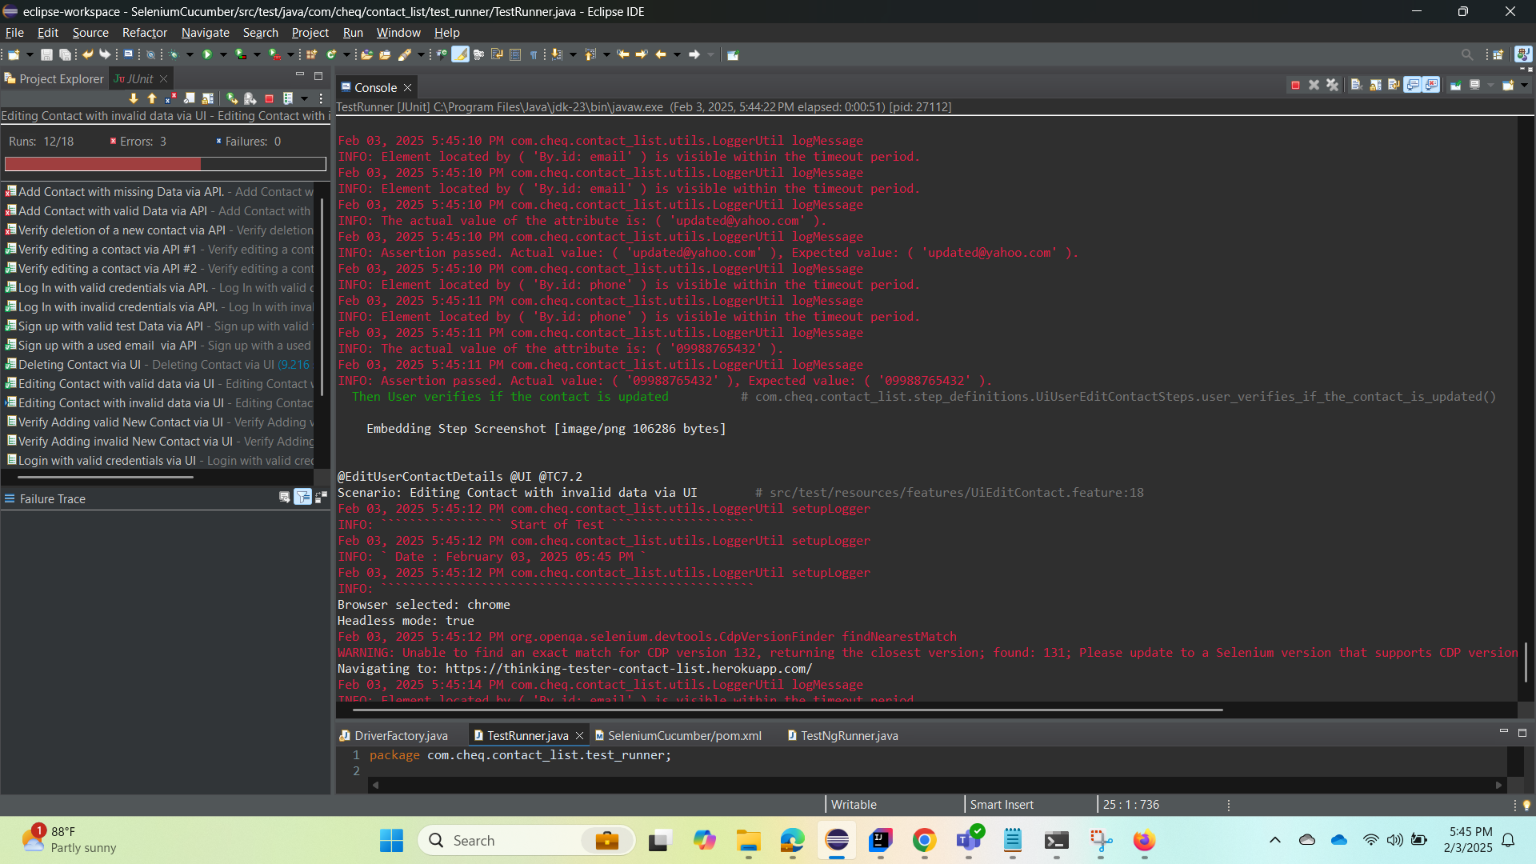 eclipse-workspace - SeleniumCucumber/src/test/java/com/cheq/contact_list/test_runner/TestRunner.java - Eclipse IDE
File Edit Source Refactor Navigate Search Project Run Window Help
Project Explorer JUnit
Console
Editing Contact with invalid data via UI - Editing Contact with i
TestRunner [JUnit] C:\Program Files\Java\jdk-23\bin\javaw.exe (Feb 3, 2025, 5:44:22 PM elapsed: 0:00:51) [pid: 27112]
Runs: 12/18 Errors: 3 Failures: 0
Add Contact with missing Data via API. - Add Contact w
Add Contact with valid Data via API - Add Contact with
Verify deletion of a new contact via API - Verify deletion
Verify editing a contact via API #1 - Verify editing a cont
Verify editing a contact via API #2 - Verify editing a cont
Log In with valid credentials via API. - Log In with valid c
Log In with invalid credentials via API. - Log In with inva
Sign up with valid test Data via API - Sign up with valid
Sign up with a used email via API - Sign up with a used
Deleting Contact via UI - Deleting Contact via UI (9.216
Editing Contact with valid data via UI - Editing Contact
Editing Contact with invalid data via UI - Editing Contac
Verify Adding valid New Contact via UI - Verify Adding
Verify Adding invalid New Contact via UI - Verify Adding
Login with valid credentials via UI - Login with valid crec
Failure Trace
Feb 03, 2025 5:45:10 PM com.cheq.contact_list.utils.LoggerUtil logMessage
INFO: Element located by ( 'By.id: email' ) is visible within the timeout period.
Feb 03, 2025 5:45:10 PM com.cheq.contact_list.utils.LoggerUtil logMessage
INFO: Element located by ( 'By.id: email' ) is visible within the timeout period.
Feb 03, 2025 5:45:10 PM com.cheq.contact_list.utils.LoggerUtil logMessage
INFO: The actual value of the attribute is: ( 'updated@yahoo.com' ).
Feb 03, 2025 5:45:10 PM com.cheq.contact_list.utils.LoggerUtil logMessage
INFO: Assertion passed. Actual value: ( 'updated@yahoo.com' ), Expected value: ( 'updated@yahoo.com' ).
Feb 03, 2025 5:45:10 PM com.cheq.contact_list.utils.LoggerUtil logMessage
INFO: Element located by ( 'By.id: phone' ) is visible within the timeout period.
Feb 03, 2025 5:45:11 PM com.cheq.contact_list.utils.LoggerUtil logMessage
INFO: Element located by ( 'By.id: phone' ) is visible within the timeout period.
Feb 03, 2025 5:45:11 PM com.cheq.contact_list.utils.LoggerUtil logMessage
INFO: The actual value of the attribute is: ( '09988765432' ).
Feb 03, 2025 5:45:11 PM com.cheq.contact_list.utils.LoggerUtil logMessage
INFO: Assertion passed. Actual value: ( '09988765432' ), Expected value: ( '09988765432' ).
Then User verifies if the contact is updated # com.cheq.contact_list.step_definitions.UiUserEditContactSteps.user_verifies_if_the_contact_is_updated()
Embedding Step Screenshot [image/png 106286 bytes]
@EditUserContactDetails @UI @TC7.2
Scenario: Editing Contact with invalid data via UI # src/test/resources/features/UiEditContact.feature:18
Feb 03, 2025 5:45:12 PM com.cheq.contact_list.utils.LoggerUtil setupLogger
INFO: ````````````````` Start of Test ````````````````````
Feb 03, 2025 5:45:12 PM com.cheq.contact_list.utils.LoggerUtil setupLogger
INFO: ` Date : February 03, 2025 05:45 PM `
Feb 03, 2025 5:45:12 PM com.cheq.contact_list.utils.LoggerUtil setupLogger
INFO: ````````````````````````````````````````````````````
Browser selected: chrome
Headless mode: true
Feb 03, 2025 5:45:12 PM org.openqa.selenium.devtools.CdpVersionFinder findNearestMatch
WARNING: Unable to find an exact match for CDP version 132, returning the closest version; found: 131; Please update to a Selenium version that supports CDP version
Navigating to: https://thinking-tester-contact-list.herokuapp.com/
Feb 03, 2025 5:45:14 PM com.cheq.contact_list.utils.LoggerUtil logMessage
INFO: Element located by ( 'By.id: email' ) is visible within the timeout period.
DriverFactory.java TestRunner.java SeleniumCucumber/pom.xml TestNgRunner.java
1 package com.cheq.contact_list.test_runner;
2
Writable Smart Insert 25 : 1 : 736
1 88°F
Partly sunny
Search
5:45 PM
2/3/2025